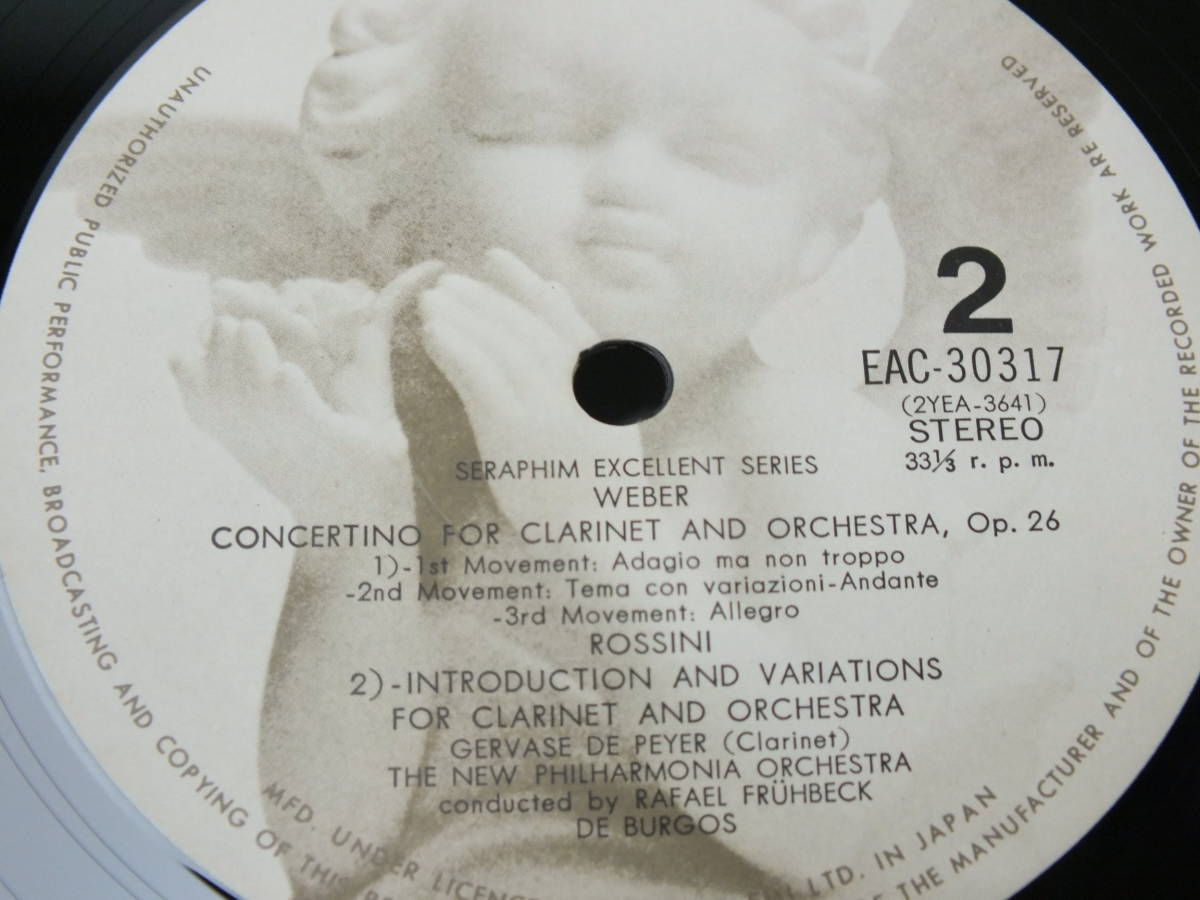 2
EAC-30317
(2YEA-3641)
STEREO
33⅓ r. p. m.
SERAPHIM EXCELLENT SERIES
WEBER
CONCERTINO FOR CLARINET AND ORCHESTRA, Op. 26
1)-1st Movement: Adagio ma non troppo
-2nd Movement: Tema con variazioni-Andante
-3rd Movement: Allegro
ROSSINI
2)-INTRODUCTION AND VARIATIONS
FOR CLARINET AND ORCHESTRA
GERVASE DE PEYER (Clarinet)
THE NEW PHILHARMONIA ORCHESTRA
conducted by RAFAEL FRÜHBECK
DE BURGOS
MFD. UNDER LTD. IN JAPAN
UNAUTHORIZED PUBLIC PERFORMANCE, BROADCASTING AND COPYING OF THE MANUFACTURER AND OF THE OWNER OF THE RECORDED WORK ARE RESERVED